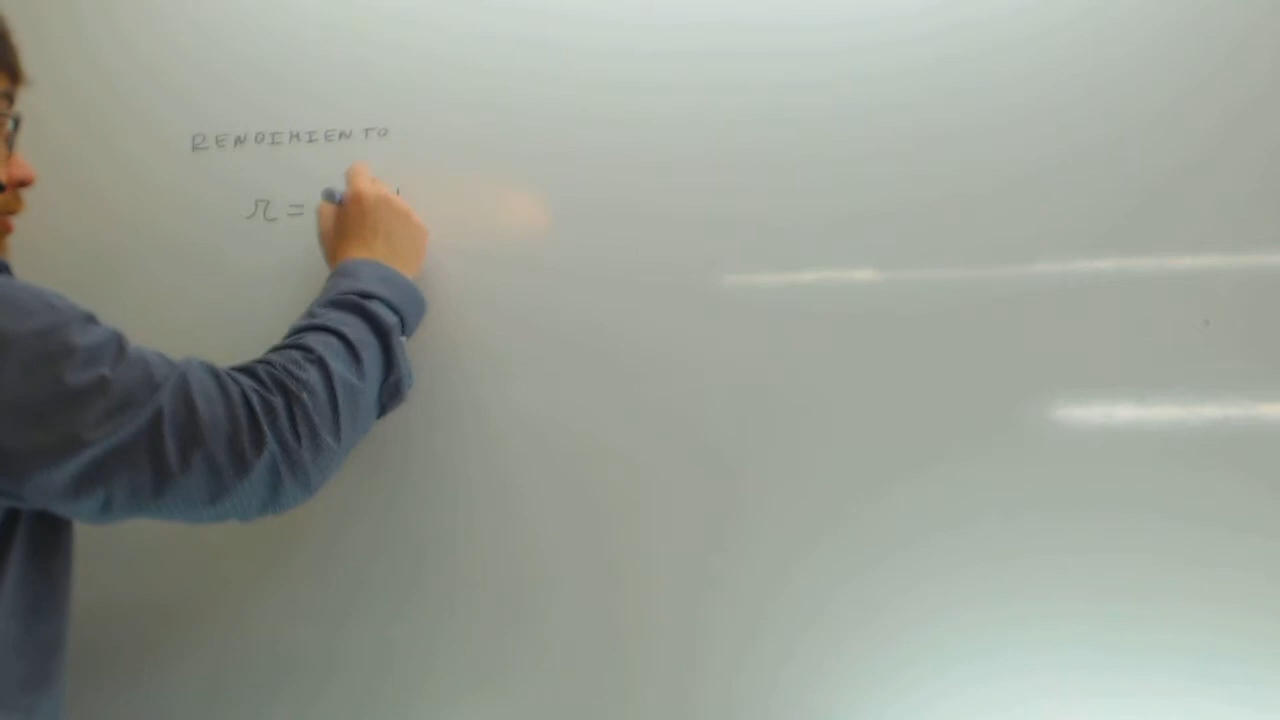 RENDIMIENTO
r =